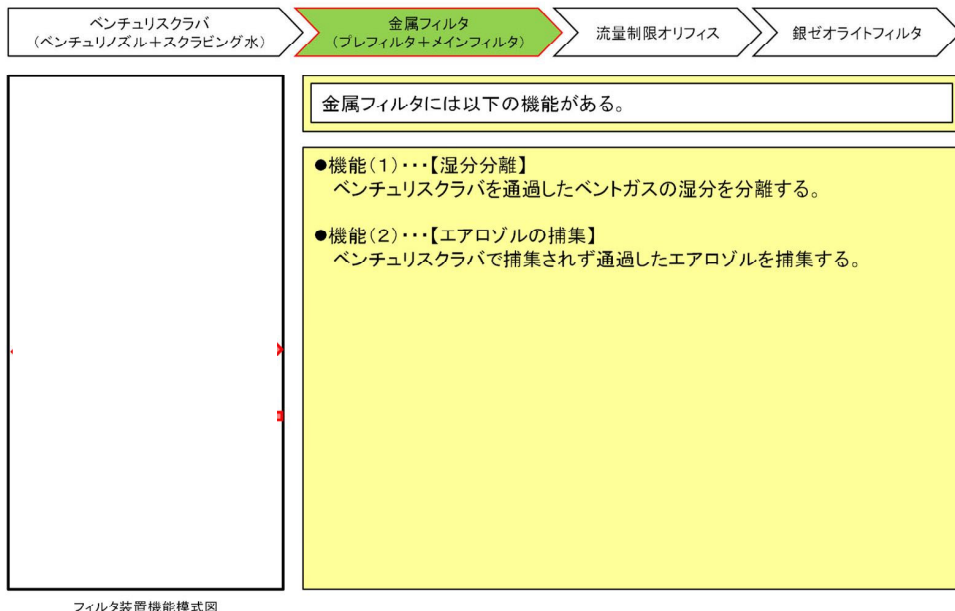 ベンチュリスクラバ
(ベンチュリノズル+スクラビング水)
金属フィルタ
(プレフィルタ+メインフィルタ)
流量制限オリフィス
銀ゼオライトフィルタ
金属フィルタには以下の機能がある。
●機能(1)・・・【湿分分離】
ベンチュリスクラバを通過したベントガスの湿分を分離する。
●機能(2)・・・【エアロゾルの捕集】
ベンチュリスクラバで捕集されず通過したエアロゾルを捕集する。
フィルタ装置機能模式図